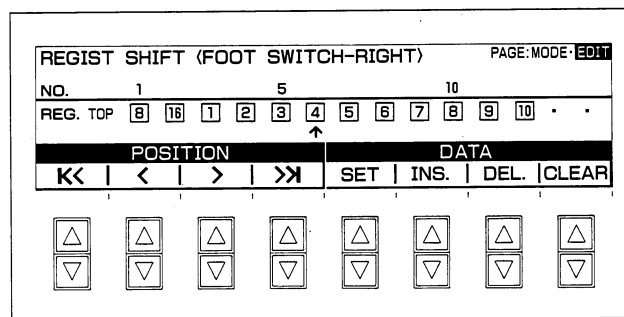 REGIST SHIFT 〈FOOT SWITCH-RIGHT〉 PAGE:MODE·EDIT
NO. 1 5 10
REG. TOP 8 16 1 2 3 4 5 6 7 8 9 10 · ·
↑
POSITION DATA
K<< | < | > | >>| SET | INS. | DEL. | CLEAR